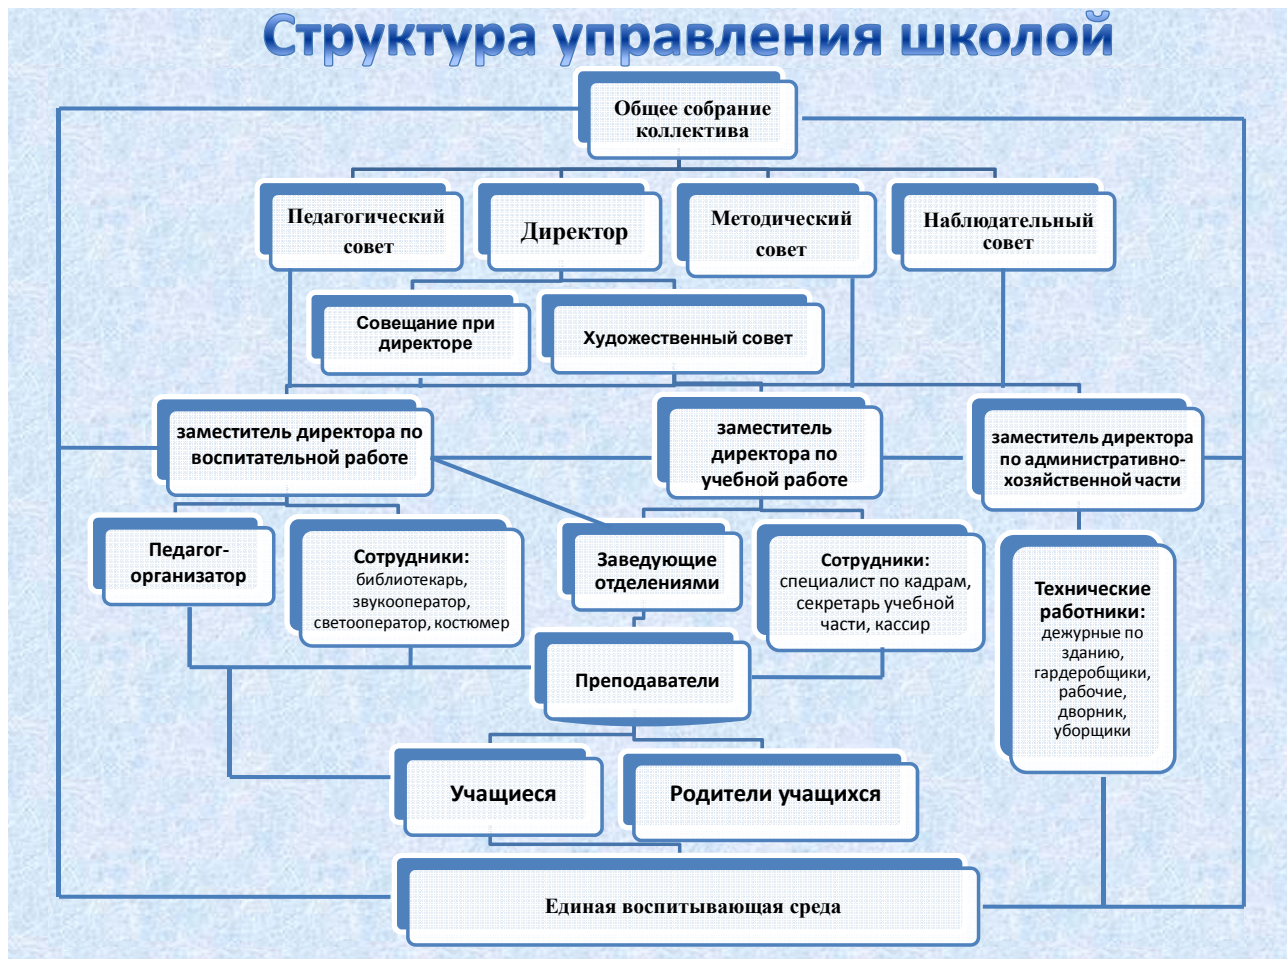 Структура управления школой
Общее собрание
коллектива
Педагогический
совет
Директор
Методический
совет
Наблюдательный
совет
Совещание при
директоре
Художественный совет
заместитель директора по
воспитательной работе
заместитель
директора по
учебной работе
заместитель директора
по административно-
хозяйственной части
Педагог-
организатор
Сотрудники:
библиотекарь,
звукооператор,
светооператор, костюмер
Заведующие
отделениями
Сотрудники:
специалист по кадрам,
секретарь учебной
части, кассир
Технические
работники:
дежурные по
зданию,
гардеробщики,
рабочие,
дворник,
уборщики
Преподаватели
Учащиеся
Родители учащихся
Единая воспитывающая среда